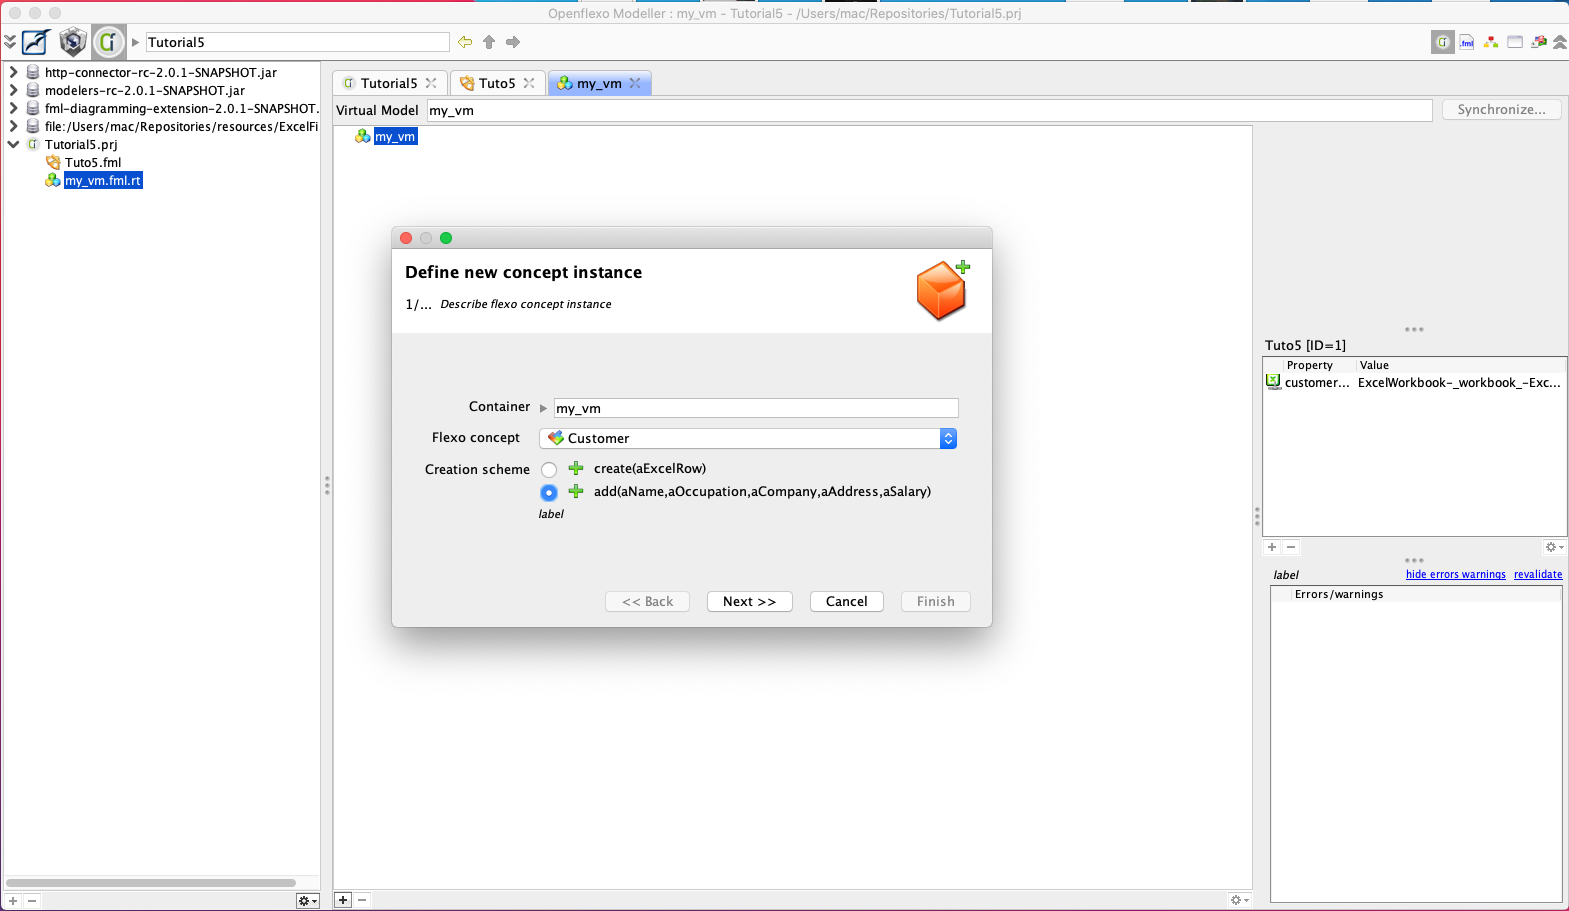 Openflexo Modeller : my_vm - Tutorial5 - /Users/mac/Repositories/Tutorial5.prj
Tutorial5
.fml
http-connector-rc-2.0.1-SNAPSHOT.jar
modelers-rc-2.0.1-SNAPSHOT.jar
fml-diagramming-extension-2.0.1-SNAPSHOT.
file:/Users/mac/Repositories/resources/ExcelFi
Tutorial5.prj
Tuto5.fml
my_vm.fml.rt
Tutorial5
Tuto5
my_vm
Virtual Model my_vm
Synchronize...
my_vm
Define new concept instance
1/... Describe flexo concept instance
Container my_vm
Flexo concept Customer
Creation scheme create(aExcelRow)
add(aName,aOccupation,aCompany,aAddress,aSalary)
label
<< Back
Next >>
Cancel
Finish
Tuto5 [ID=1]
Property Value
customer... ExcelWorkbook-_workbook_-Exc...
label hide errors warnings revalidate
Errors/warnings